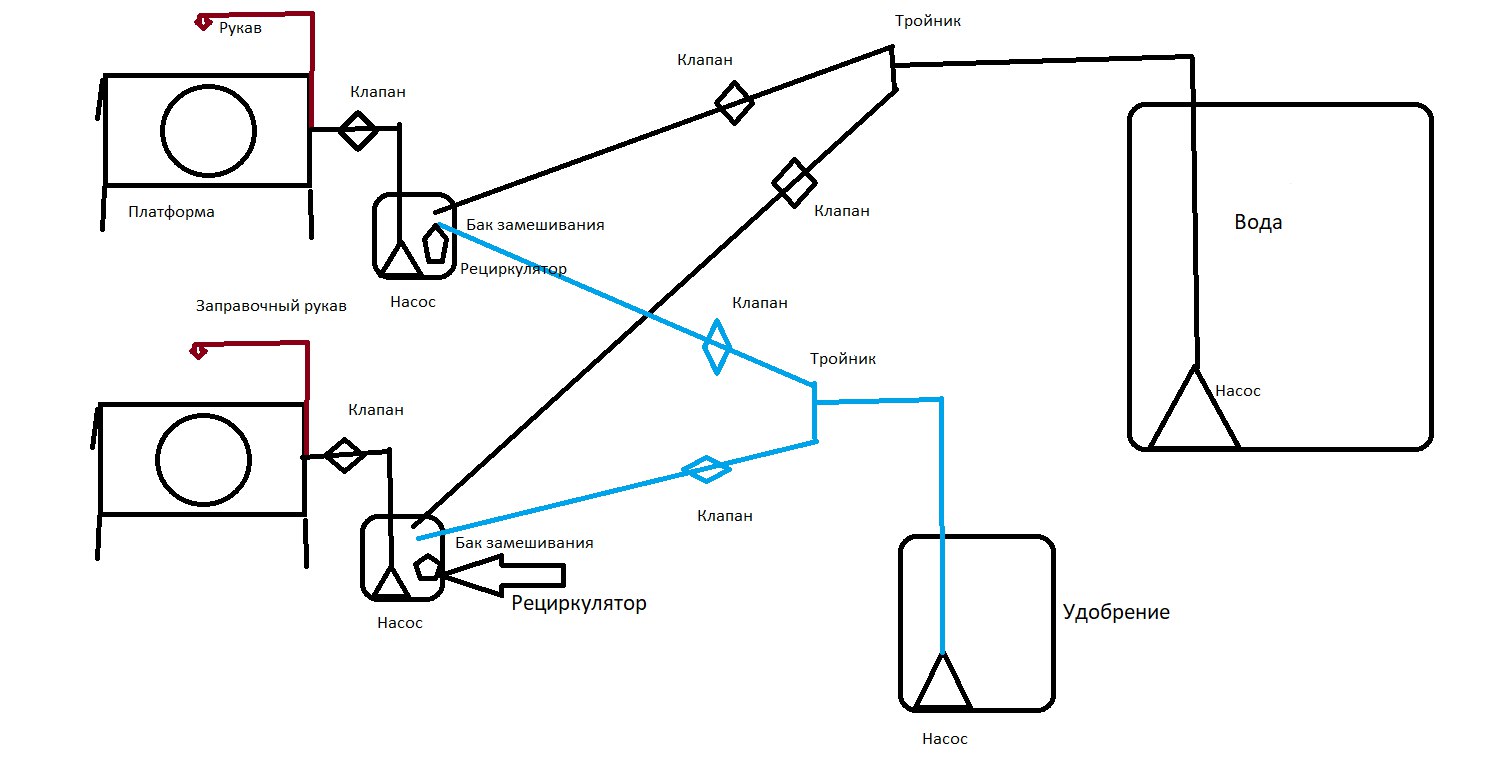 Тройник
Рукав
Клапан
Клапан
Платформа
Клапан
Вода
Бак замешивания
Рециркулятор
Насос
Клапан
Заправочный рукав
Тройник
Насос
Клапан
Клапан
Бак замешивания
Рециркулятор
Удобрение
Насос
Насос